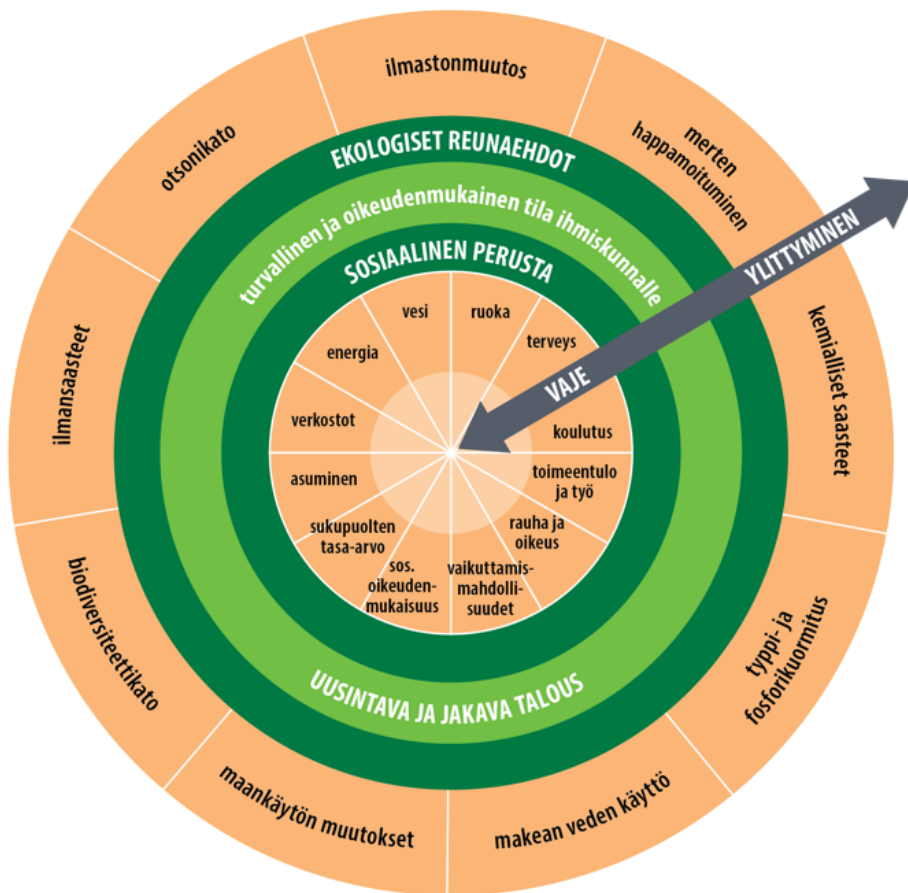 ilmastonmuutos
merten
happamoituminen
kemialliset saasteet
typpi- ja
fosforikuormitus
makean veden käyttö
maankäytön muutokset
biodiversiteettikato
ilmansaasteet
otsonikato
EKOLOGISET REUNAEHDOT
turvallinen ja oikeudenmukainen tila ihmiskunnalle
SOSIAALINEN PERUSTA
YLITTYMINEN
VAJE
vesi
ruoka
terveys
koulutus
toimeentulo
ja työ
rauha ja
oikeus
vaikuttamis-
mahdolli-
suudet
sos.
oikeuden-
mukaisuus
sukupuolten
tasa-arvo
asuminen
verkostot
energia
UUSINTAVA JA JAKAVA TALOUS